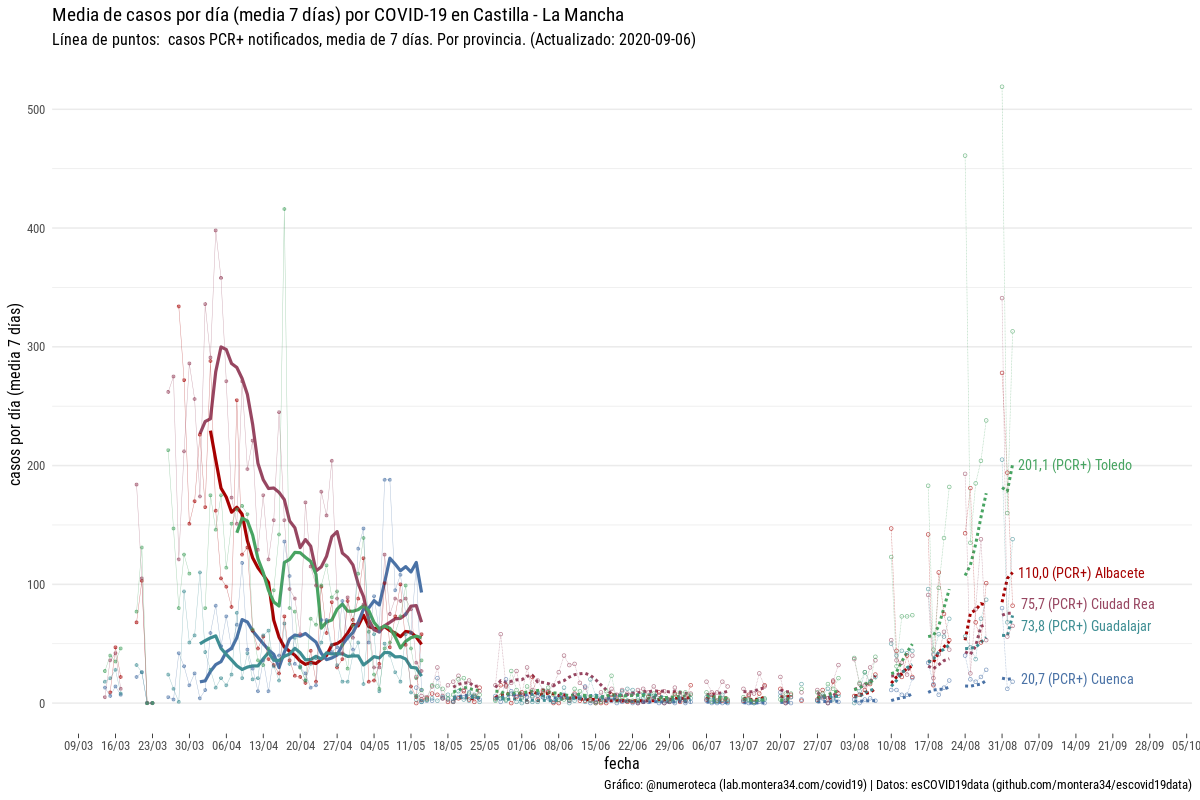 Media de casos por día (media 7 días) por COVID-19 en Castilla - La Mancha
Línea de puntos: casos PCR+ notificados, media de 7 días. Por provincia. (Actualizado: 2020-09-06)
casos por día (media 7 días)
500
400
300
200
100
0
201,1 (PCR+) Toledo
110,0 (PCR+) Albacete
75,7 (PCR+) Ciudad Rea
73,8 (PCR+) Guadalajar
20,7 (PCR+) Cuenca
09/03 16/03 23/03 30/03 06/04 13/04 20/04 27/04 04/05 11/05 18/05 25/05 01/06 08/06 15/06 22/06 29/06 06/07 13/07 20/07 27/07 03/08 10/08 17/08 24/08 31/08 07/09 14/09 21/09 28/09 05/10
fecha
Gráfico: @numeroteca (lab.montera34.com/covid19) | Datos: esCOVID19data (github.com/montera34/escovid19data)